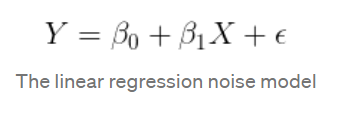 Y = β₀ + β₁X + ϵ
The linear regression noise model